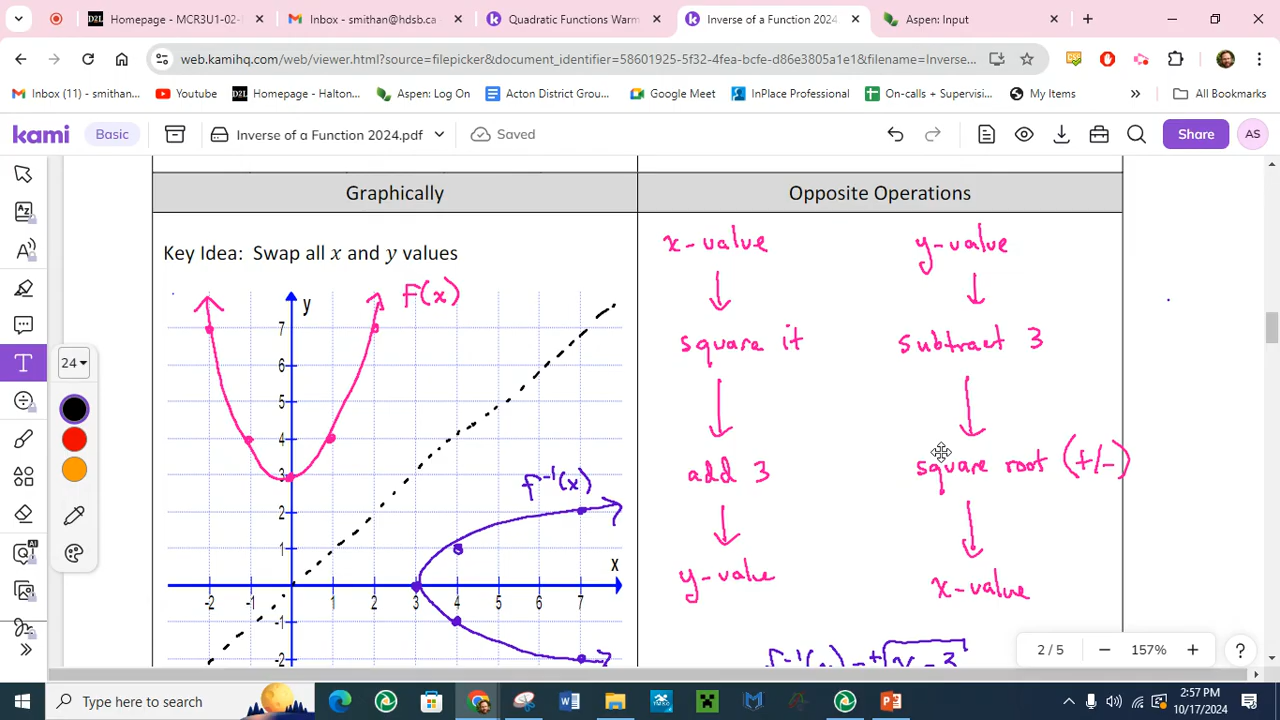 Homepage - MCR3U1-02-
Inbox - smithan@hdsb.ca
Quadratic Functions Warm
Inverse of a Function 2024
Aspen: Input
web.kamihq.com/web/viewer.html?source=filepicker&document_identifier=58601925-5f32-4fea-bcfe-d86e3805a1e1&filename=Inverse...
Inbox (11) - smithan...
Youtube
Homepage - Halton...
Aspen: Log On
Acton District Grou...
Google Meet
InPlace Professional
On-calls + Supervisi...
My Items
All Bookmarks
kami
Basic
Inverse of a Function 2024.pdf
Saved
Share
AS
Graphically
Opposite Operations
Key Idea: Swap all x and y values
F(x)
y
7
6
5
4
3
2
1
-2 -1 1 2 3 4 5 6 7
x
-1
-2
f⁻¹(x)
x-value
square it
add 3
y-value
y-value
subtract 3
square root (+/-)
x-value
24
2 / 5
157%
Type here to search
2:57 PM
10/17/2024